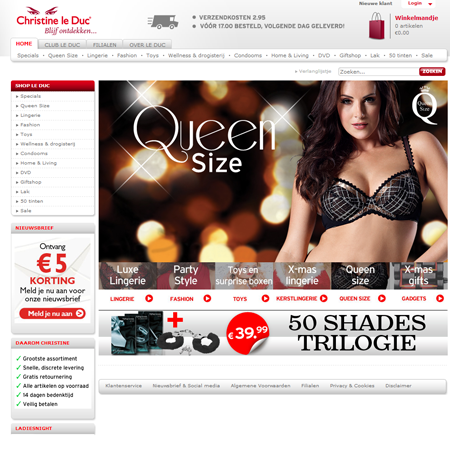 Nieuwe klant
Login
Christine le Duc
Blijf ontdekken...
VERZENDKOSTEN 2.95
VÓÓR 17.00 BESTELD, VOLGENDE DAG GELEVERD!
Winkelmandje
0 artikelen
€0.00
HOME
CLUB LE DUC
FILIALEN
OVER LE DUC
Specials • Queen Size • Lingerie • Fashion • Toys • Wellness & drogisterij • Condooms • Home & Living • DVD • Giftshop • Lak • 50 tinten • Sale
Verlanglijstje
Zoeken...
ZOEKEN
SHOP LE DUC
Specials
Queen Size
Lingerie
Fashion
Toys
Wellness & drogisterij
Condooms
Home & Living
DVD
Giftshop
Lak
50 tinten
Sale
Queen
Size
Q
Queen
Size
Luxe
Lingerie
Party
Style
Toys en
surprise boxen
X-mas
lingerie
Queen
size
X-mas
gifts
LINGERIE
FASHION
TOYS
KERSTLINGERIE
QUEEN SIZE
GADGETS
NIEUWSBRIEF
Ontvang
€5
KORTING
Meld je nu aan voor
onze nieuwsbrief
Meld je nu aan
+
€39.99
50 SHADES
TRILOGIE
DAAROM CHRISTINE
✓ Grootste assortiment
✓ Snelle, discrete levering
✓ Gratis retournering
✓ Alle artikelen op voorraad
✓ 14 dagen bedenktijd
✓ Veilig betalen
Klantenservice
Nieuwsbrief & Social media
Algemene Voorwaarden
Filialen
Privacy & Cookies
Disclaimer
LADIESNIGHT